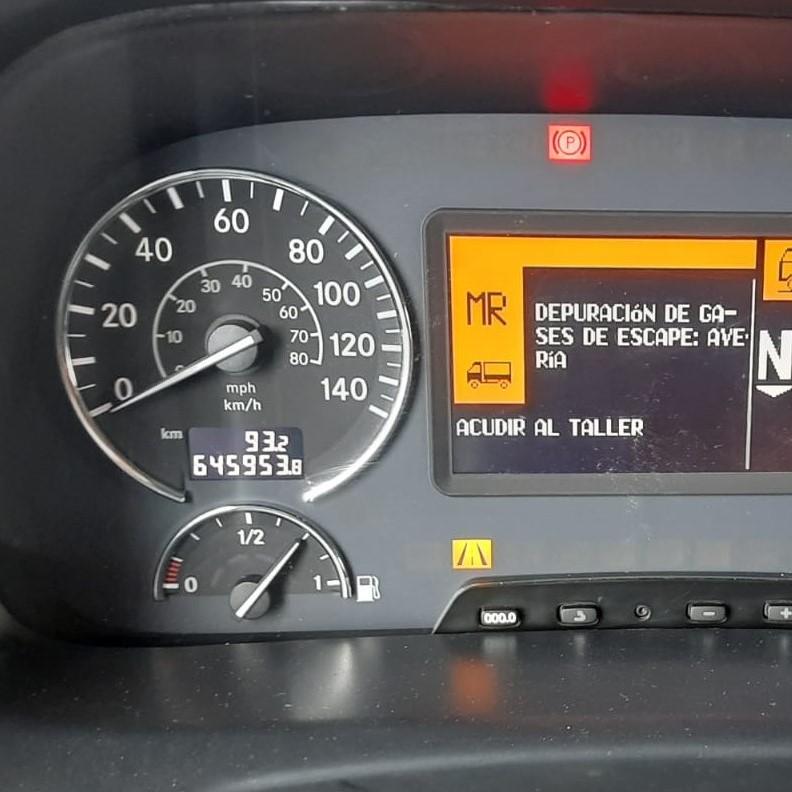 P
60
40
80
20
100
120
0
140
30
40
20
50
60
10
70
80
mph
km/h
km
93.2
645953.8
1/2
0
1
MR
DEPURACIóN DE GA-
SES DE ESCAPE: AVE-
RíA
ACUDIR AL TALLER
N
000.0